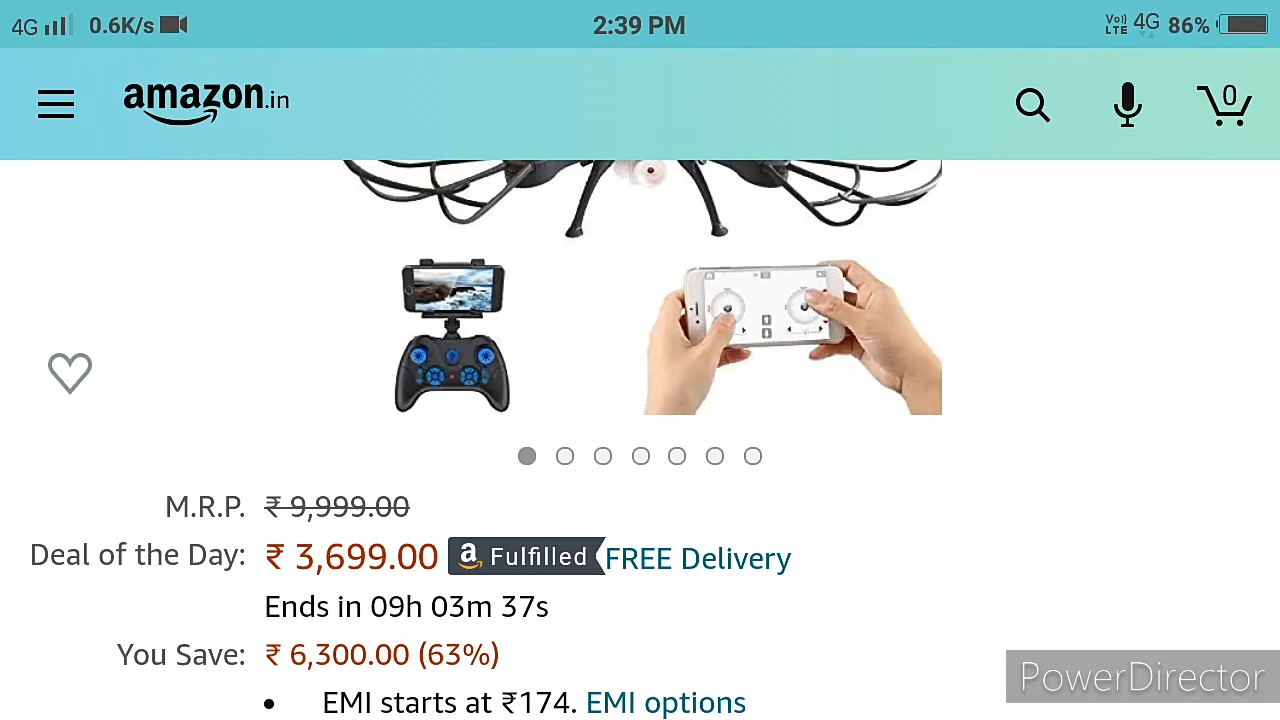 4G 0.6K/s 2:39 PM Vo)) LTE 4G 86%
amazon.in 0
M.R.P. ₹ 9,999.00
Deal of the Day: ₹ 3,699.00 a Fulfilled FREE Delivery
Ends in 09h 03m 37s
You Save: ₹ 6,300.00 (63%)
• EMI starts at ₹174. EMI options
PowerDirector